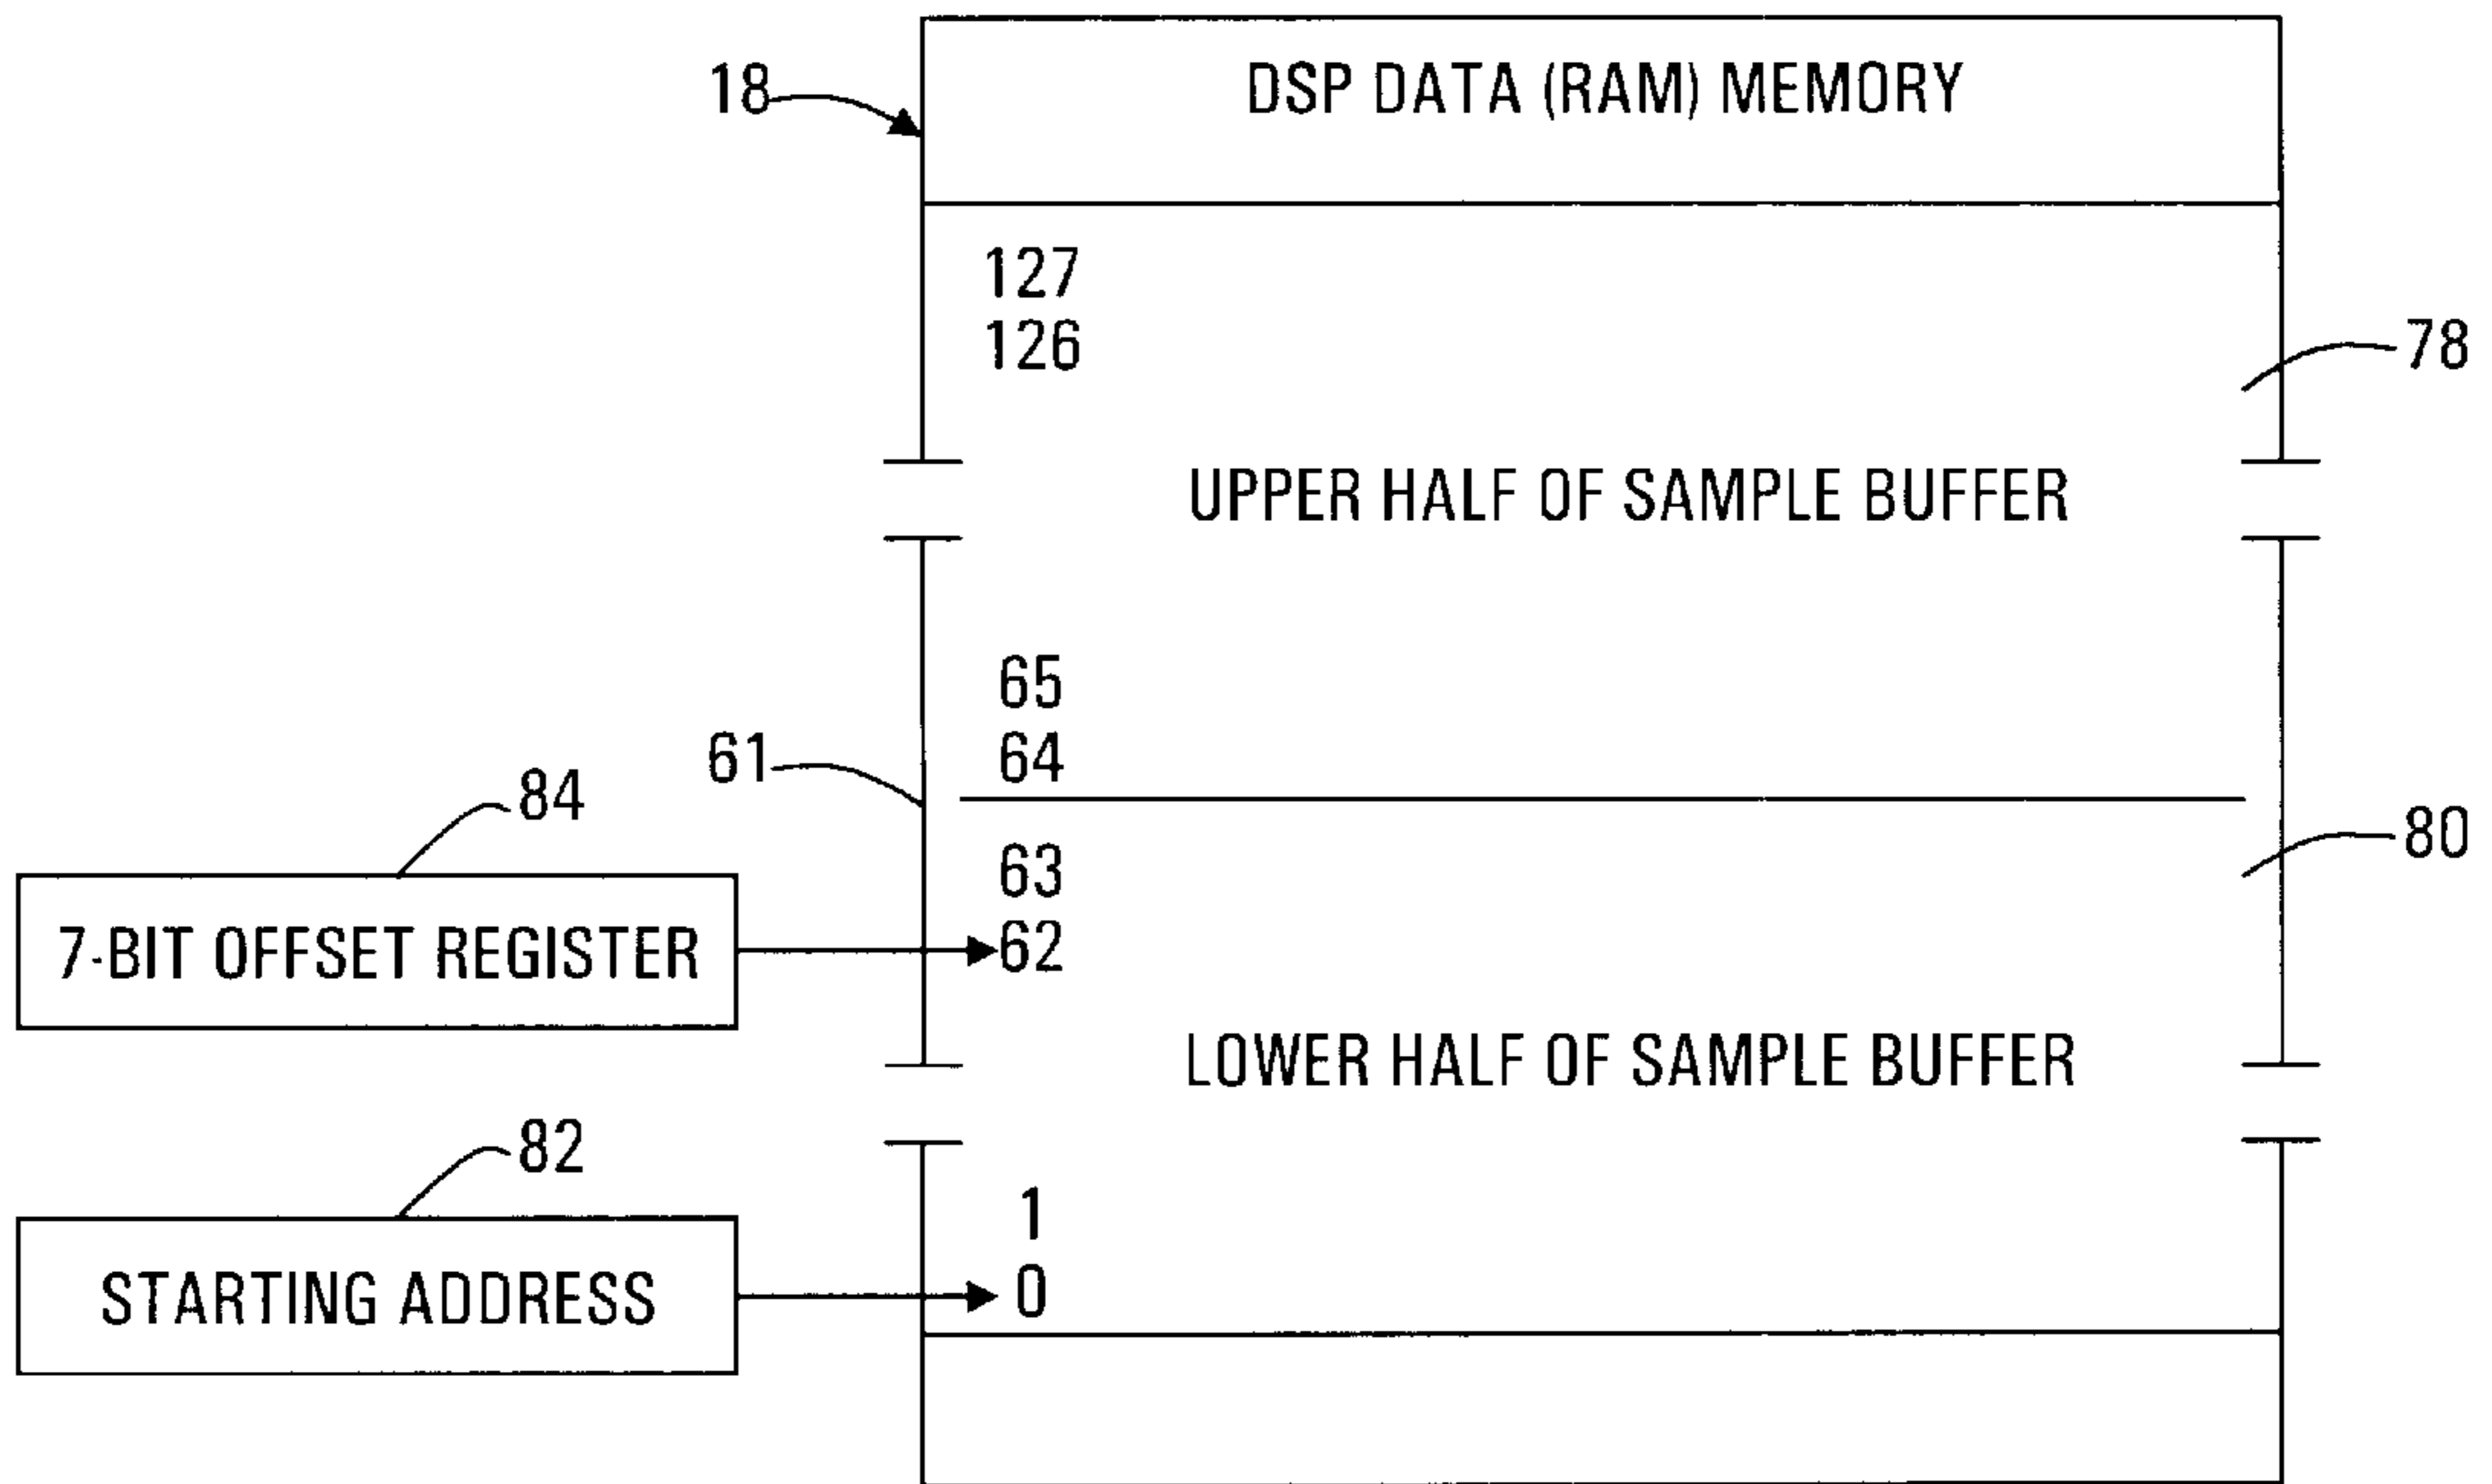 18
DSP DATA (RAM) MEMORY
127
126
78
UPPER HALF OF SAMPLE BUFFER
65
61
64
84
63
80
7-BIT OFFSET REGISTER
62
LOWER HALF OF SAMPLE BUFFER
82
1
STARTING ADDRESS
0